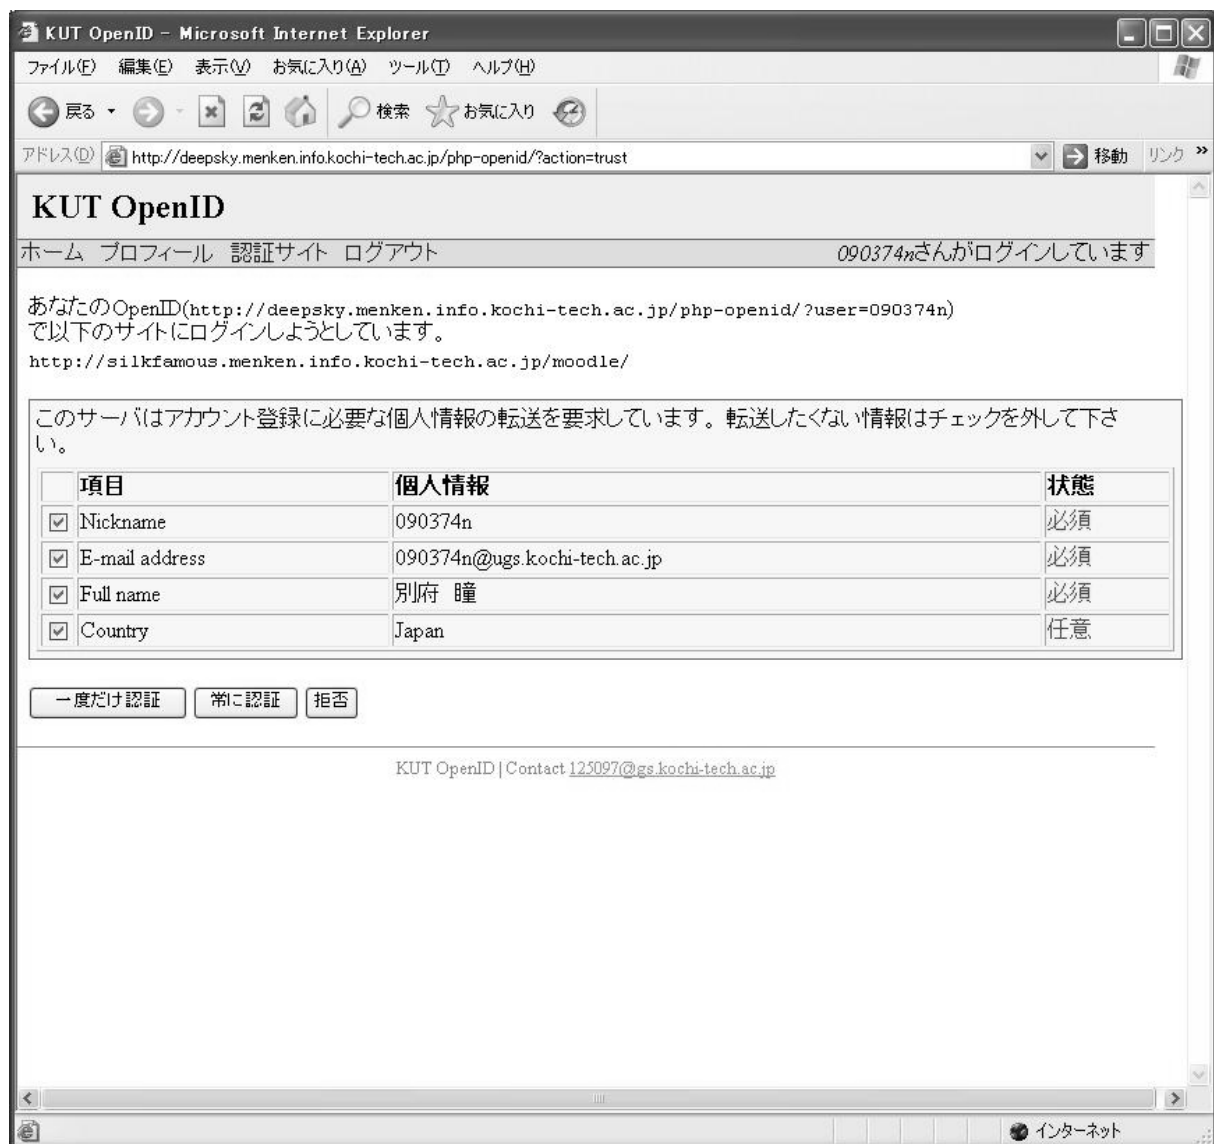 KUT OpenID - Microsoft Internet Explorer
ファイル(F) 編集(E) 表示(V) お気に入り(A) ツール(T) ヘルプ(H)
戻る 検索 お気に入り
アドレス(D) http://deepsky.menken.info.kochi-tech.ac.jp/php-openid/?action=trust 移動 リンク »
KUT OpenID
ホーム プロフィール 認証サイト ログアウト 090374nさんがログインしています
あなたのOpenID(http://deepsky.menken.info.kochi-tech.ac.jp/php-openid/?user=090374n)
で以下のサイトにログインしようとしています。
http://silkfamous.menken.info.kochi-tech.ac.jp/moodle/
このサーバはアカウント登録に必要な個人情報の転送を要求しています。転送したくない情報はチェックを外して下さ
い。
項目 個人情報 状態
Nickname 090374n 必須
E-mail address 090374n@ugs.kochi-tech.ac.jp 必須
Full name 別府 瞳 必須
Country Japan 任意
一度だけ認証 常に認証 拒否
KUT OpenID | Contact 125097@gs.kochi-tech.ac.jp
インターネット